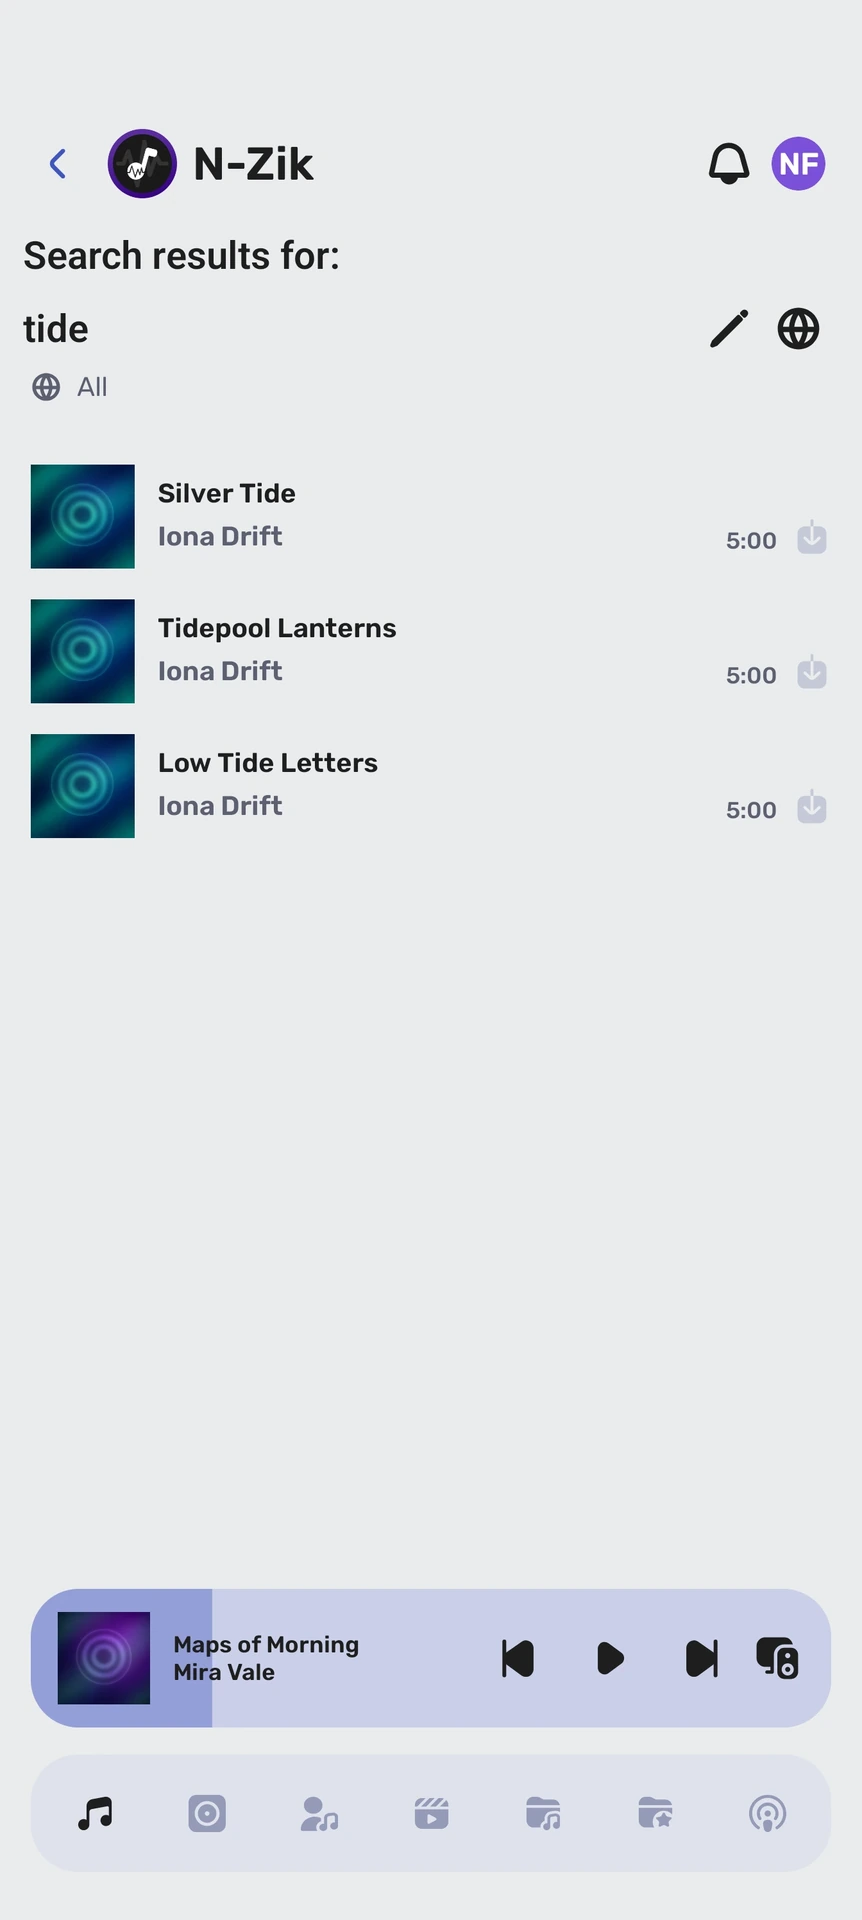 N-Zik
NF
Search results for:
tide
All
Silver Tide
Iona Drift
5:00
Tidepool Lanterns
Iona Drift
5:00
Low Tide Letters
Iona Drift
5:00
Maps of Morning
Mira Vale